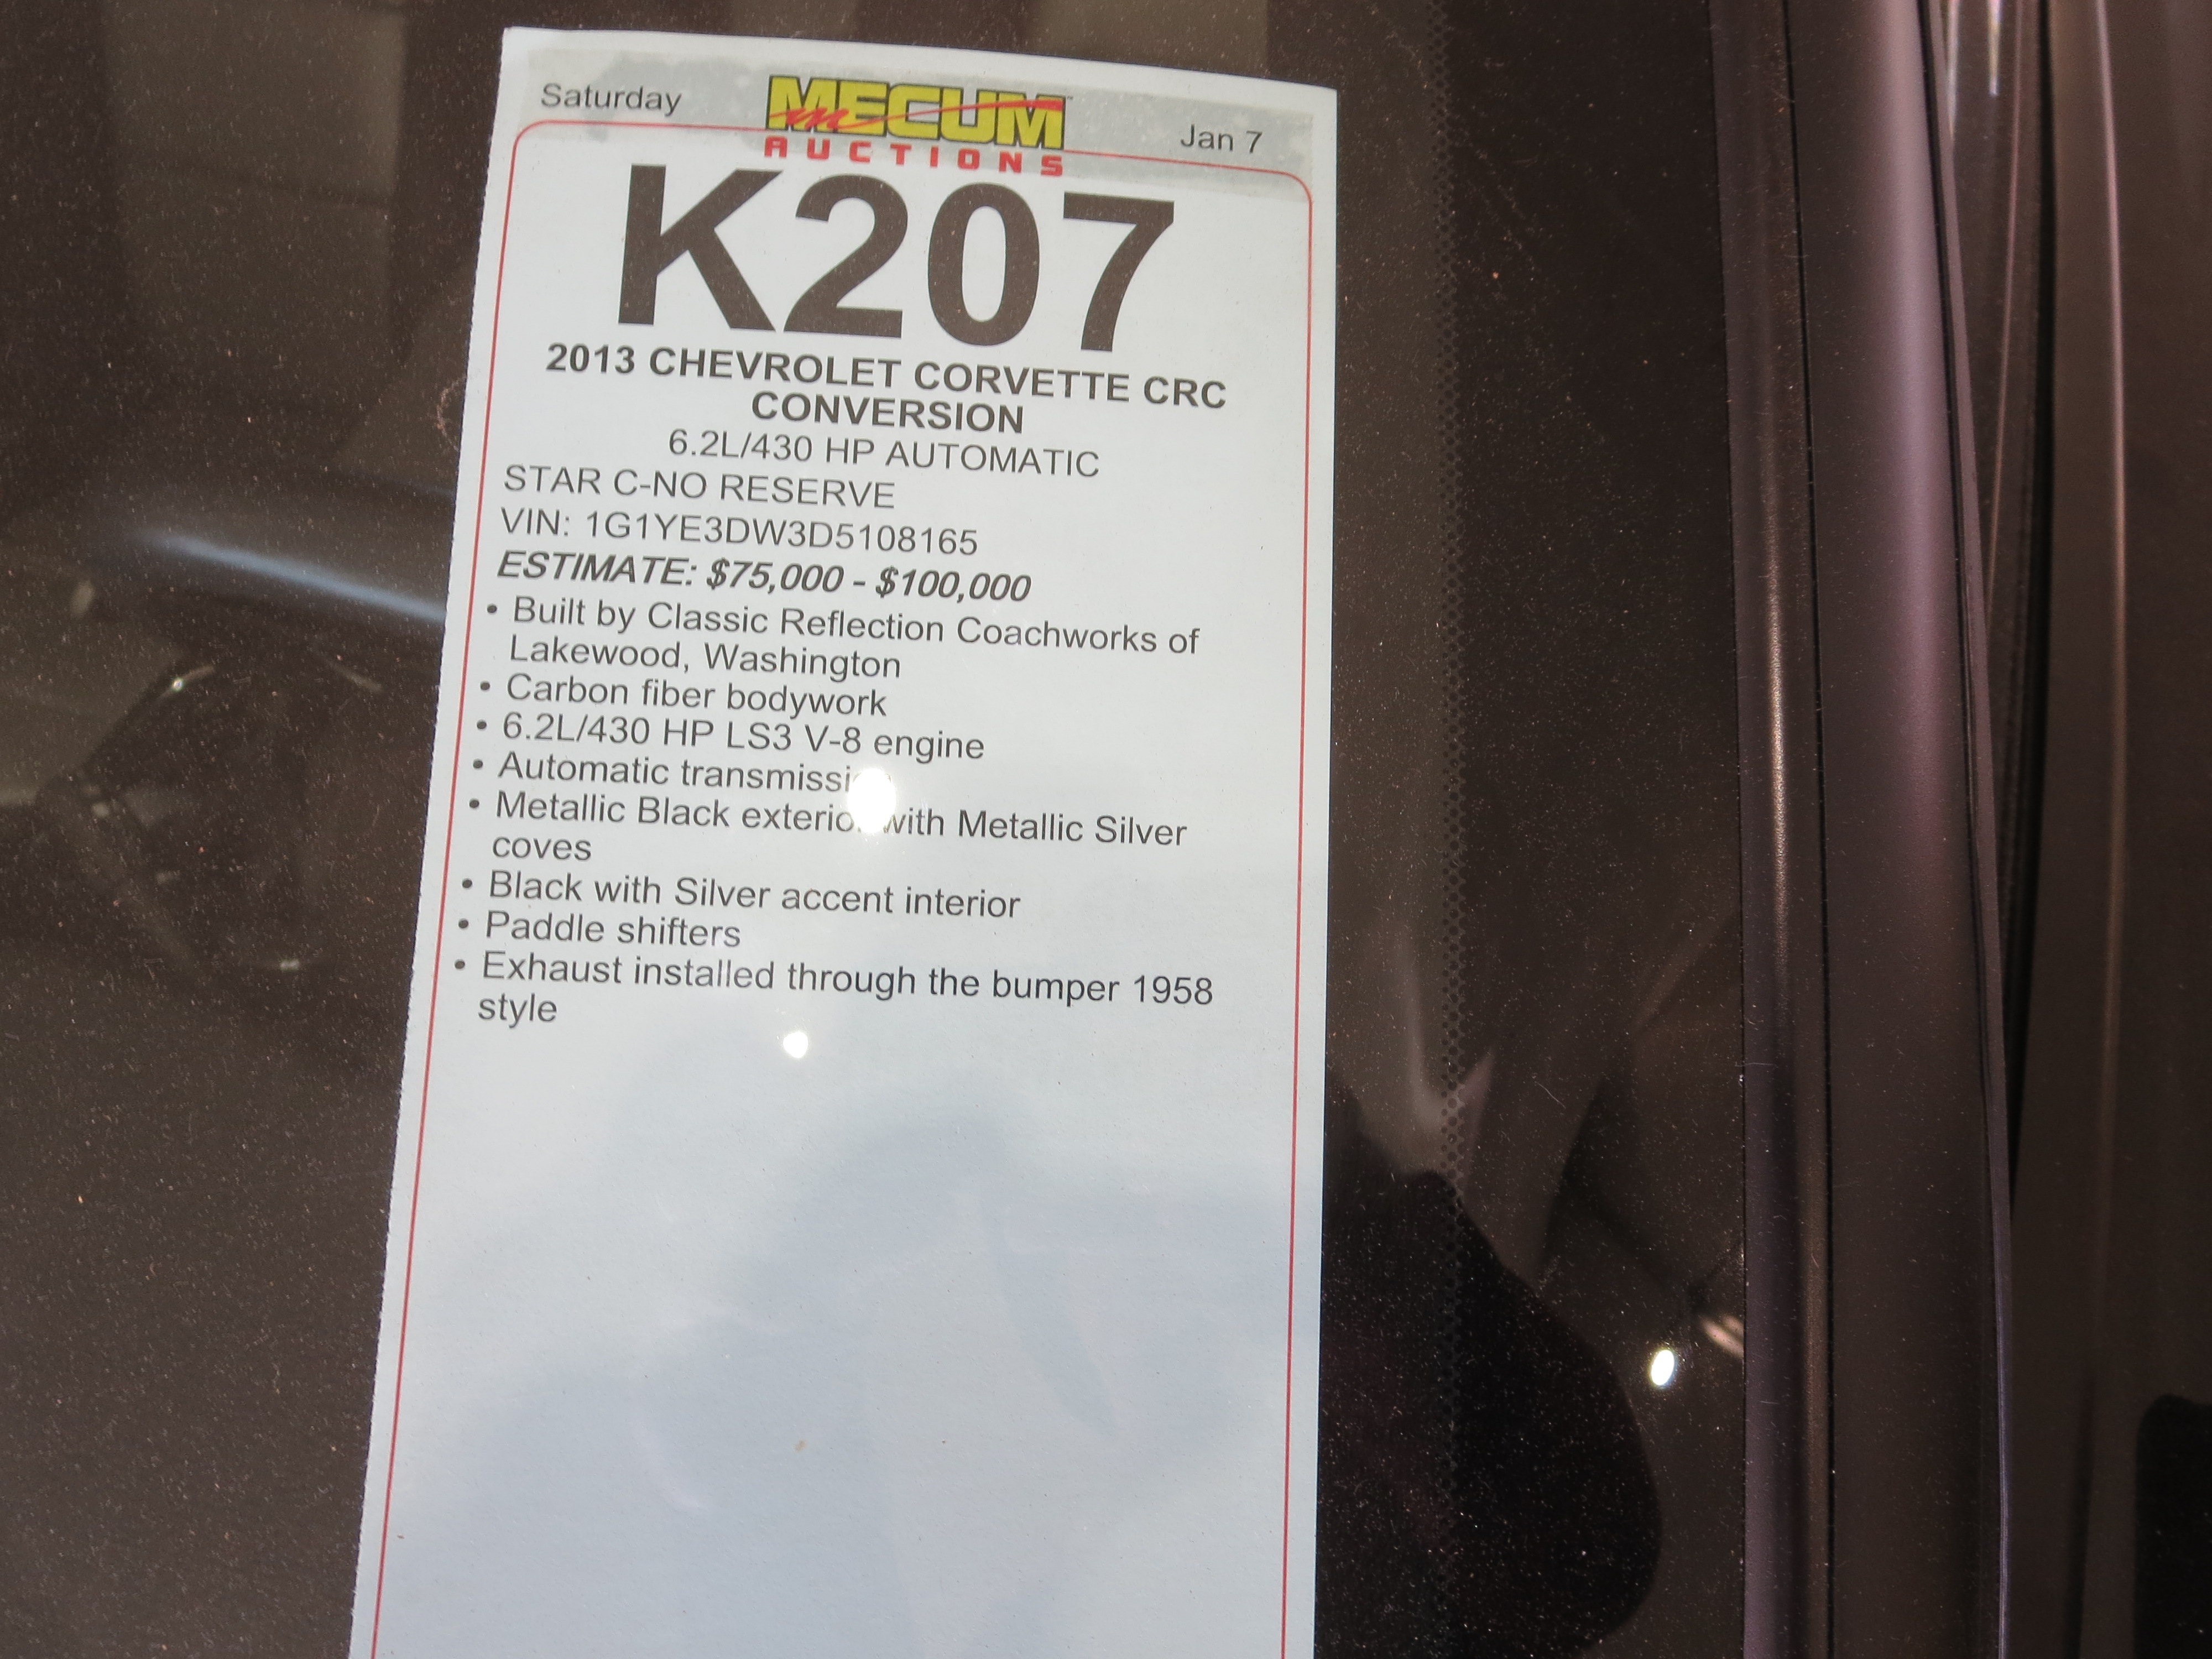 Saturday
MECUM
AUCTIONS
Jan 7
K207
2013 CHEVROLET CORVETTE CRC
CONVERSION
6.2L/430 HP AUTOMATIC
STAR C-NO RESERVE
VIN: 1G1YE3DW3D5108165
ESTIMATE: $75,000 - $100,000
• Built by Classic Reflection Coachworks of
Lakewood, Washington
• Carbon fiber bodywork
• 6.2L/430 HP LS3 V-8 engine
• Automatic transmission
• Metallic Black exterior with Metallic Silver
coves
• Black with Silver accent interior
• Paddle shifters
• Exhaust installed through the bumper 1958
style